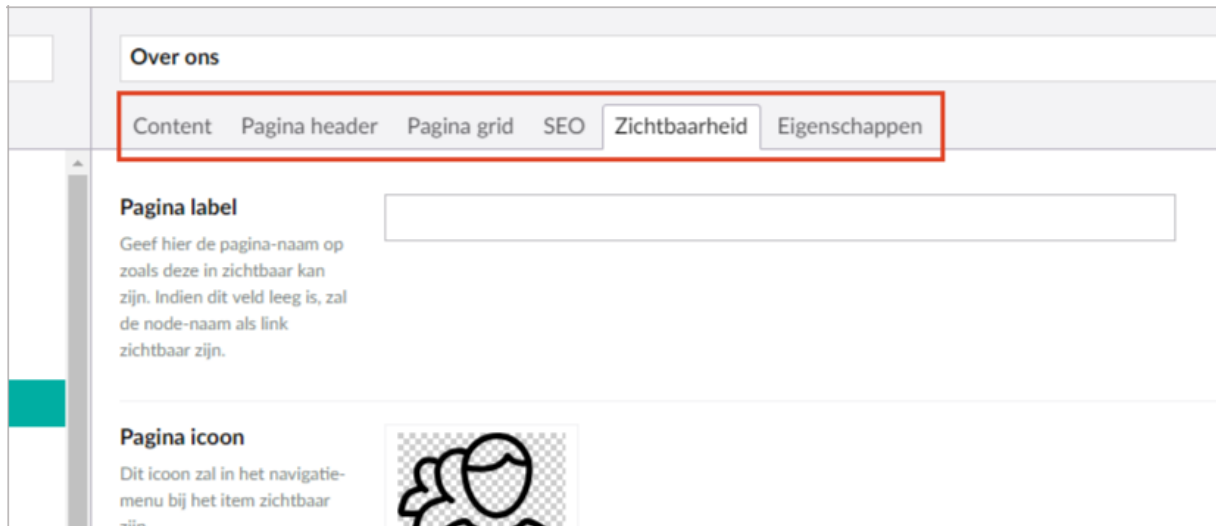 Over ons
Content Pagina header Pagina grid SEO Zichtbaarheid Eigenschappen
Pagina label
Geef hier de pagina-naam op
zoals deze in zichtbaar kan
zijn. Indien dit veld leeg is, zal
de node-naam als link
zichtbaar zijn.
Pagina icoon
Dit icoon zal in het navigatie-
menu bij het item zichtbaar